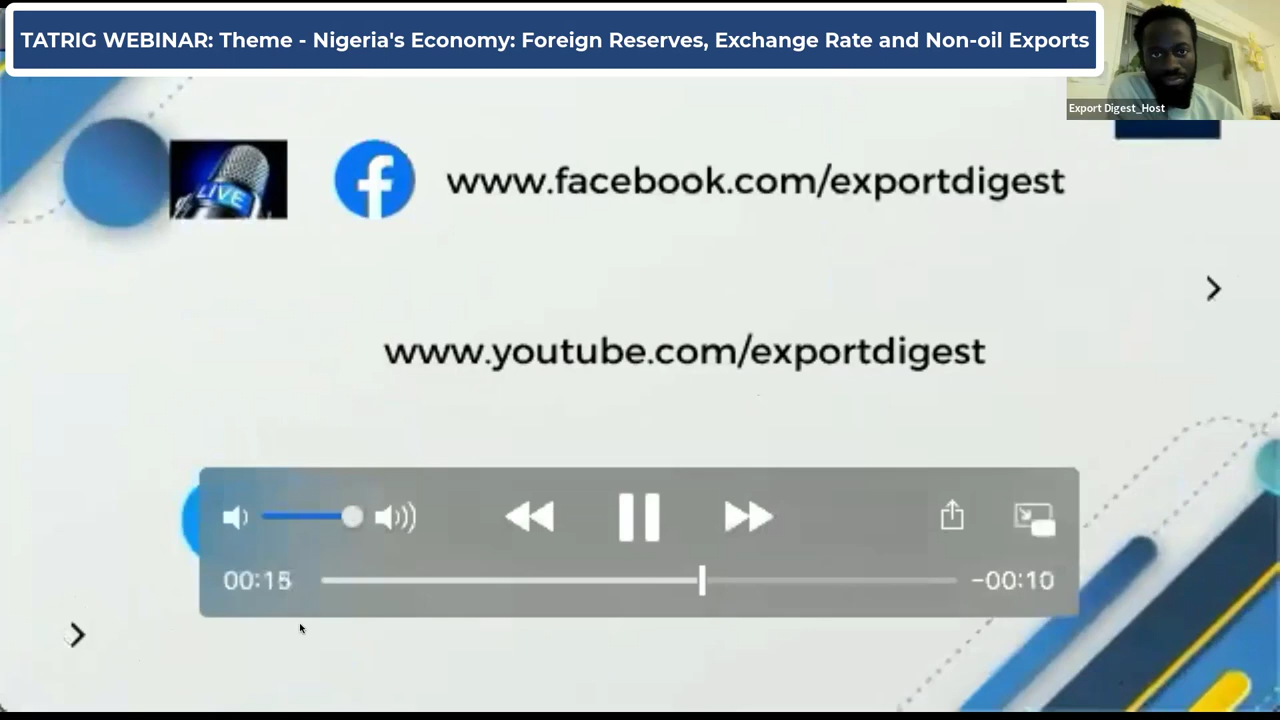 TATRIG WEBINAR: Theme - Nigeria's Economy: Foreign Reserves, Exchange Rate and Non-oil Exports
Export Digest_Host
LIVE
www.facebook.com/exportdigest
www.youtube.com/exportdigest
00:15
-00:10